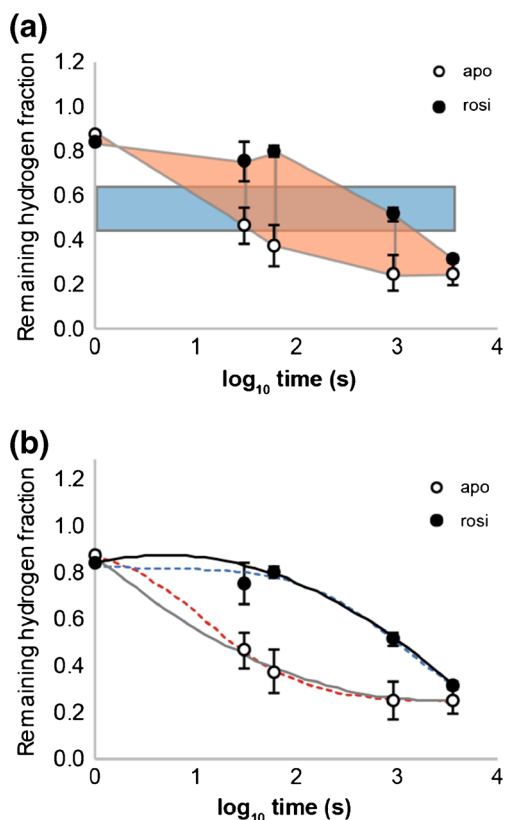 (a)
1.2
1.0
0.8
0.6
0.4
0.2
0.0
Remaining hydrogen fraction
apo
rosi
0 1 2 3 4
log10 time (s)
(b)
1.2
1.0
0.8
0.6
0.4
0.2
0.0
Remaining hydrogen fraction
apo
rosi
0 1 2 3 4
log10 time (s)